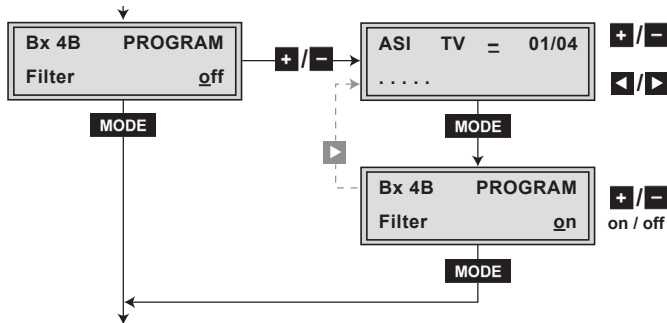 Bx 4B PROGRAM
Filter off
+/−
ASI TV = 01/04
.....
+/−
◀/▶
MODE
MODE
▶
Bx 4B PROGRAM
Filter on
+/−
on / off
MODE